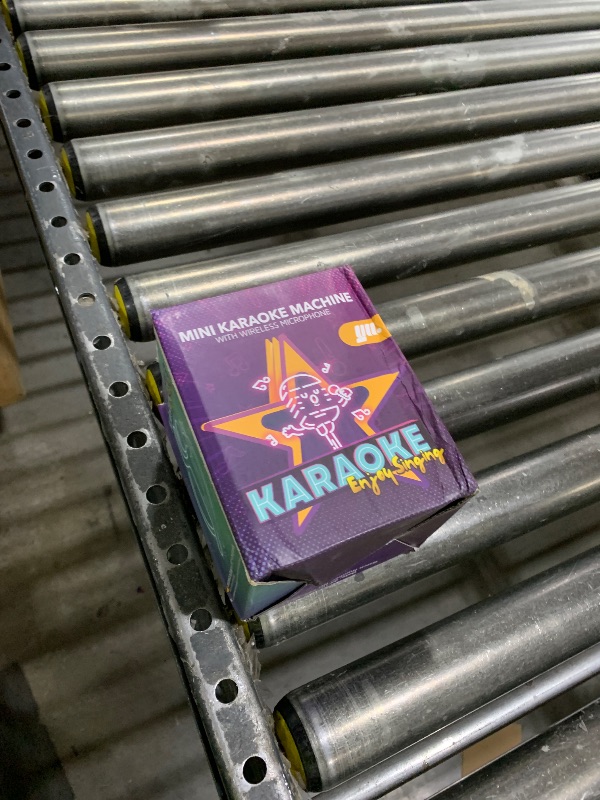 MINI KARAOKE MACHINE
WITH WIRELESS MICROPHONE
KARAOKE
Enjoy Singing